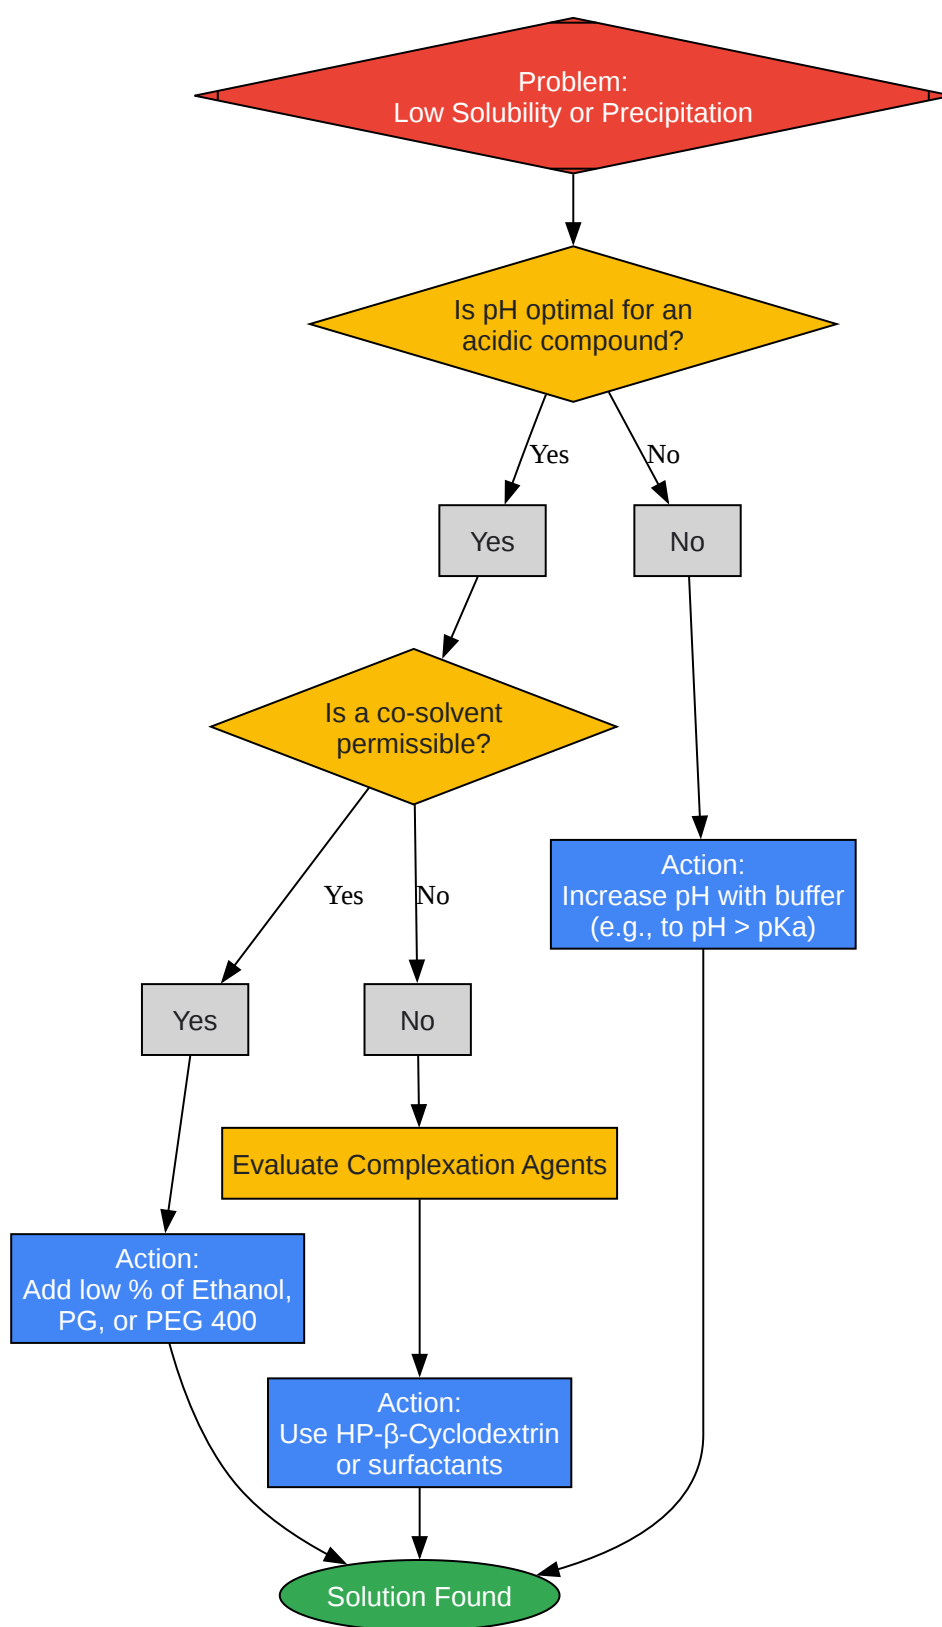 Problem:
Low Solubility or Precipitation
Is pH optimal for an
acidic compound?
Yes
No
Yes
No
Is a co-solvent
permissible?
Action:
Increase pH with buffer
(e.g., to pH > pKa)
Yes
No
Yes
No
Evaluate Complexation Agents
Action:
Add low % of Ethanol,
PG, or PEG 400
Action:
Use HP-β-Cyclodextrin
or surfactants
Solution Found